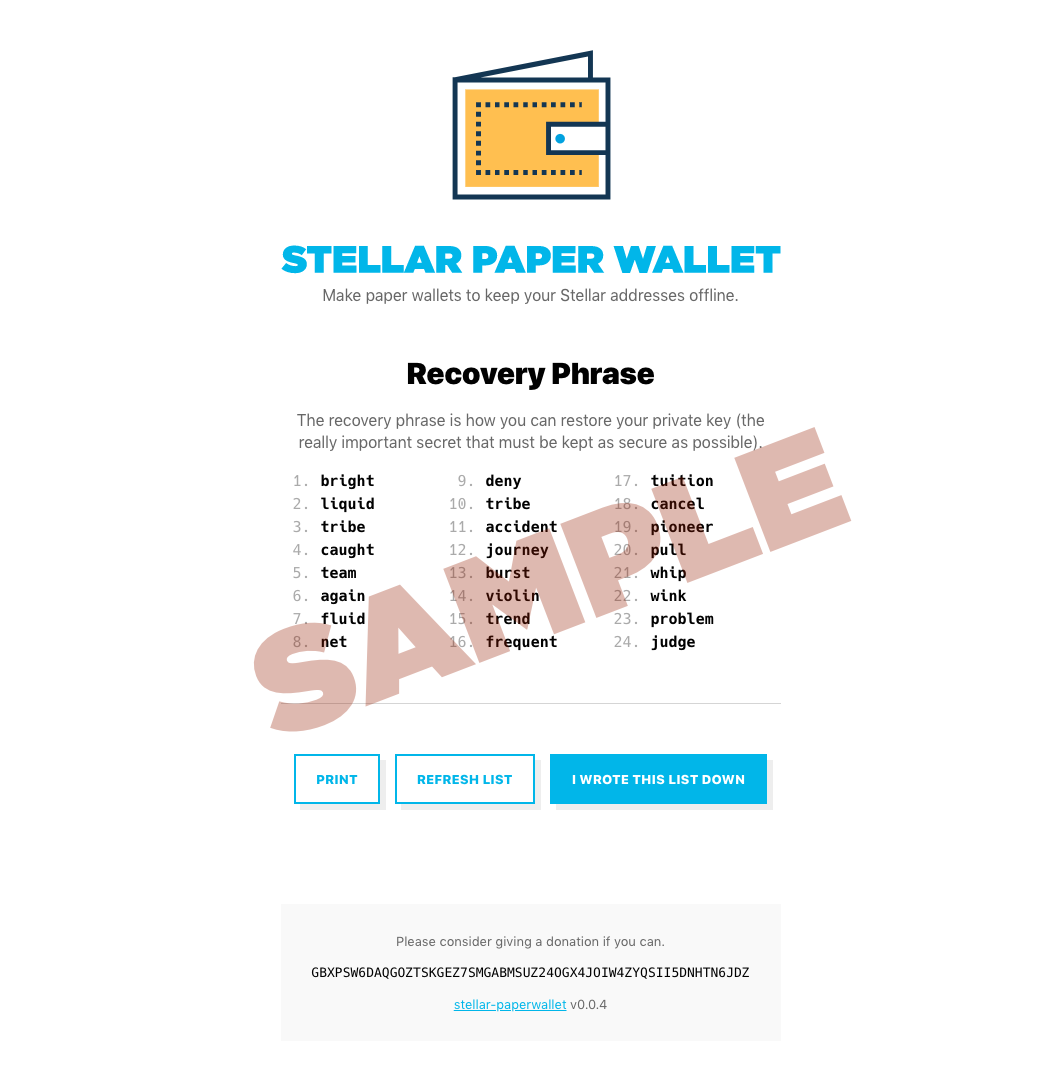 STELLAR PAPER WALLET
Make paper wallets to keep your Stellar addresses offline.
Recovery Phrase
The recovery phrase is how you can restore your private key (the
really important secret that must be kept as secure as possible).
1. bright 9. deny 17. tuition
2. liquid 10. tribe 18. cancel
3. tribe 11. accident 19. pioneer
4. caught 12. journey 20. pull
5. team 13. burst 21. whip
6. again 14. violin 22. wink
7. fluid 15. trend 23. problem
8. net 16. frequent 24. judge
SAMPLE
PRINT REFRESH LIST I WROTE THIS LIST DOWN
Please consider giving a donation if you can.
GBXPSW6DAQGOZTSKGEZ7SMGABMSUZ24OGX4JOIW4ZYQSII5DNHTN6JDZ
stellar-paperwallet v0.0.4